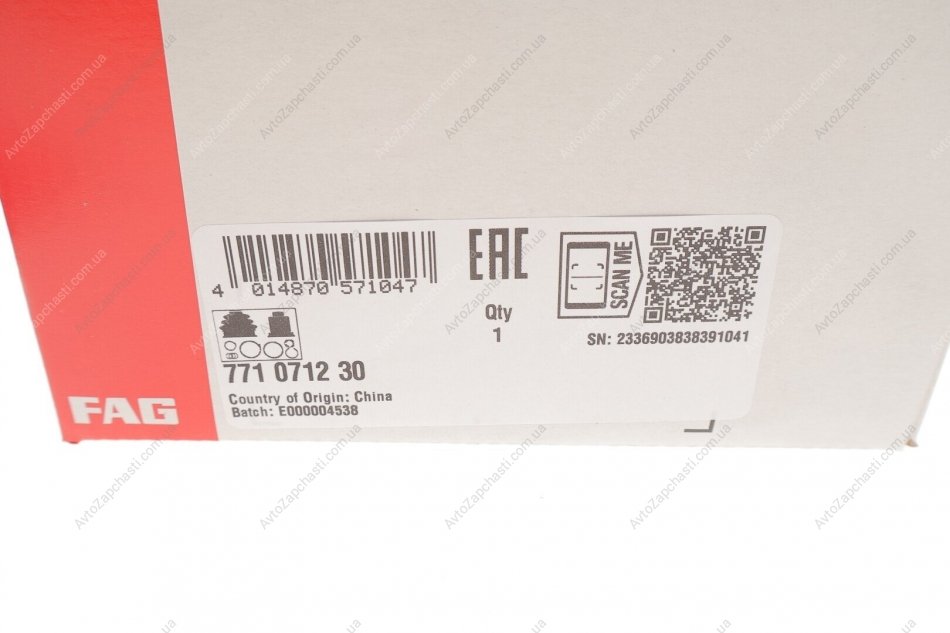 4 014870 571047
EAC
Qty
1
SCAN ME
SN: 2336903838391041
771 0712 30
Country of Origin: China
Batch: E000004538
FAG
AvtoZapchasti.com.ua